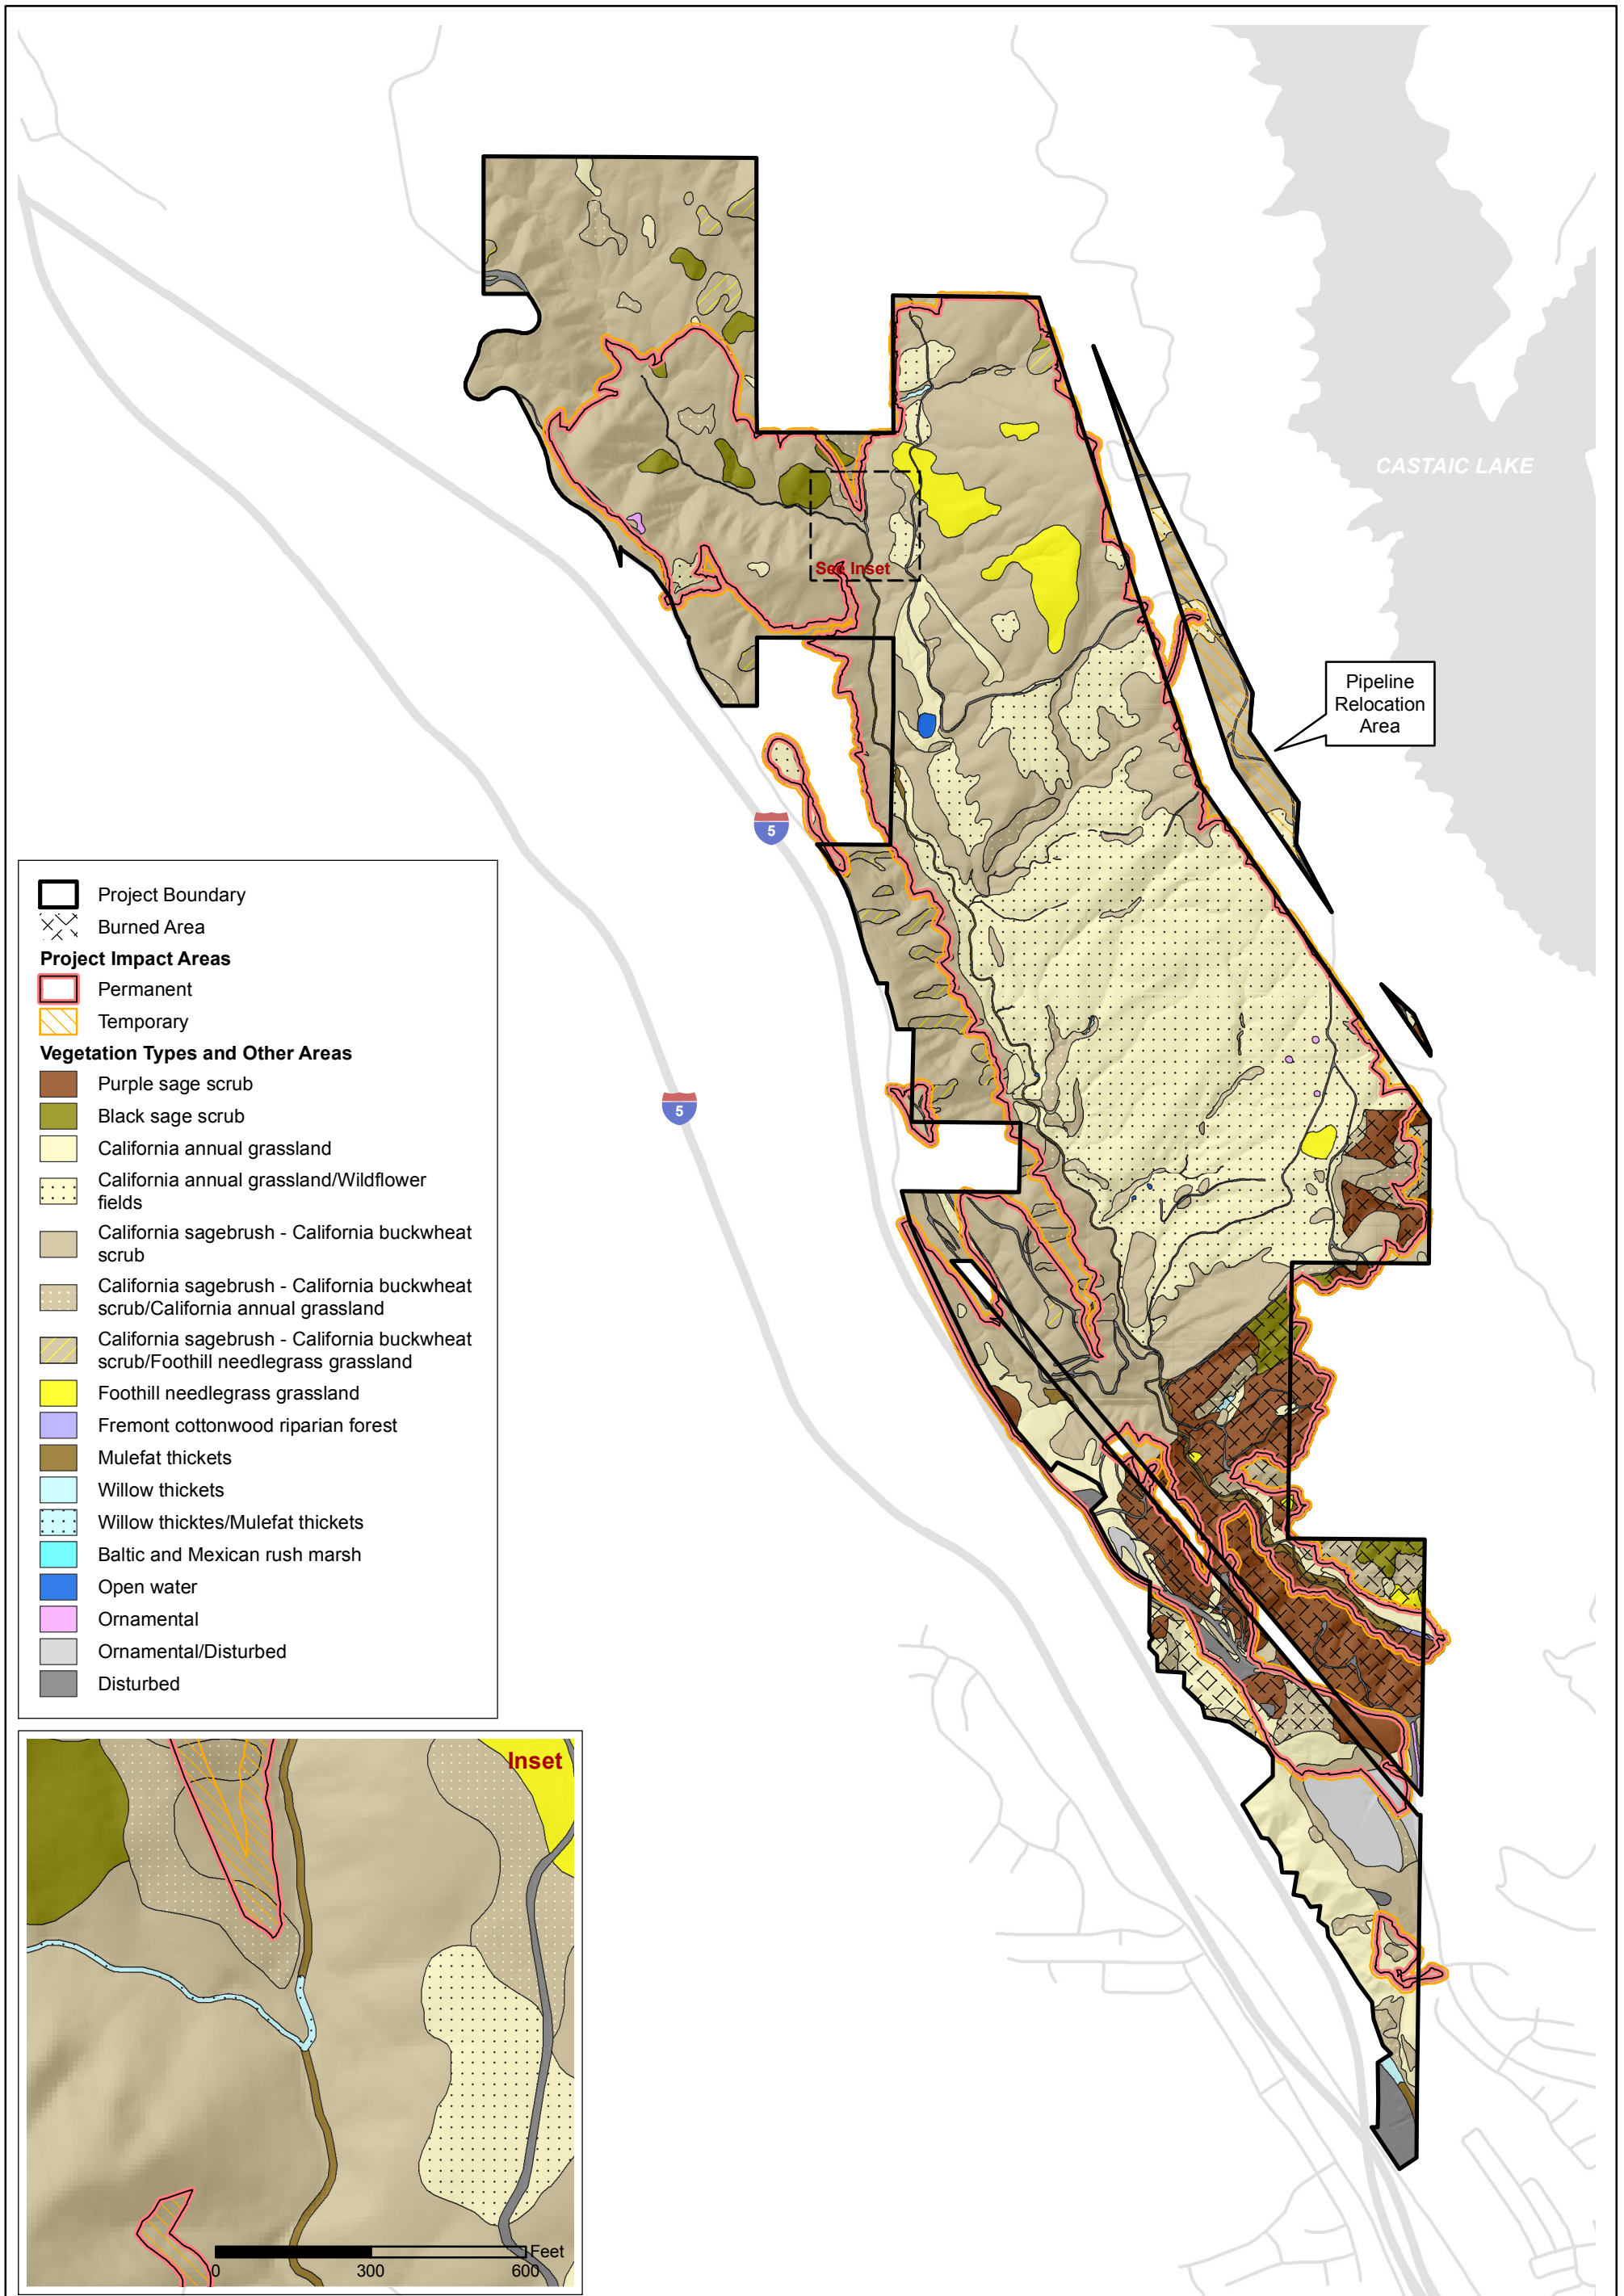 CASTAIC LAKE
See Inset
Pipeline
Relocation
Area
5
5
Project Boundary
Burned Area
Project Impact Areas
Permanent
Temporary
Vegetation Types and Other Areas
Purple sage scrub
Black sage scrub
California annual grassland
California annual grassland/Wildflower
fields
California sagebrush - California buckwheat
scrub
California sagebrush - California buckwheat
scrub/California annual grassland
California sagebrush - California buckwheat
scrub/Foothill needlegrass grassland
Foothill needlegrass grassland
Fremont cottonwood riparian forest
Mulefat thickets
Willow thickets
Willow thicktes/Mulefat thickets
Baltic and Mexican rush marsh
Open water
Ornamental
Ornamental/Disturbed
Disturbed
Inset
Feet
0 300 600